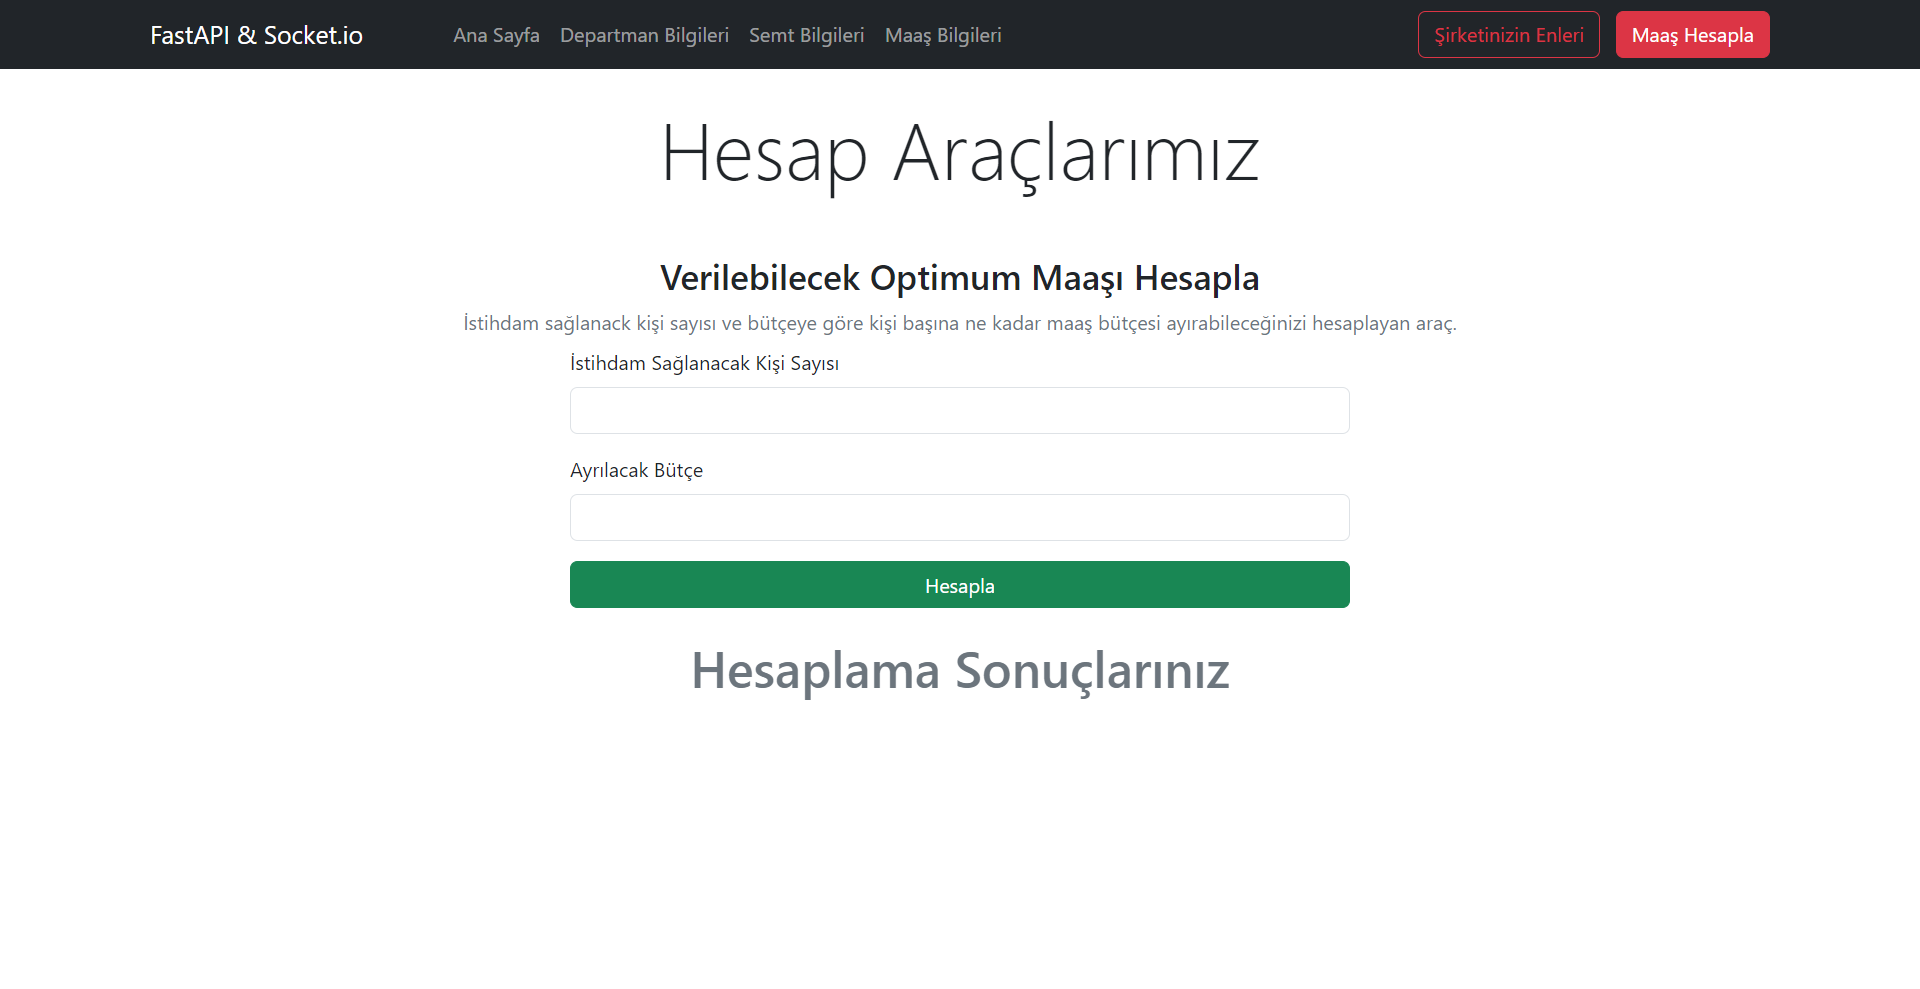 FastAPI & Socket.io
Ana Sayfa
Departman Bilgileri
Semt Bilgileri
Maaş Bilgileri
Şirketinizin Enleri
Maaş Hesapla
Hesap Araçlarımız
Verilebilecek Optimum Maaşı Hesapla
İstihdam sağlanack kişi sayısı ve bütçeye göre kişi başına ne kadar maaş bütçesi ayırabileceğinizi hesaplayan araç.
İstihdam Sağlanacak Kişi Sayısı
Ayrılacak Bütçe
Hesapla
Hesaplama Sonuçlarınız